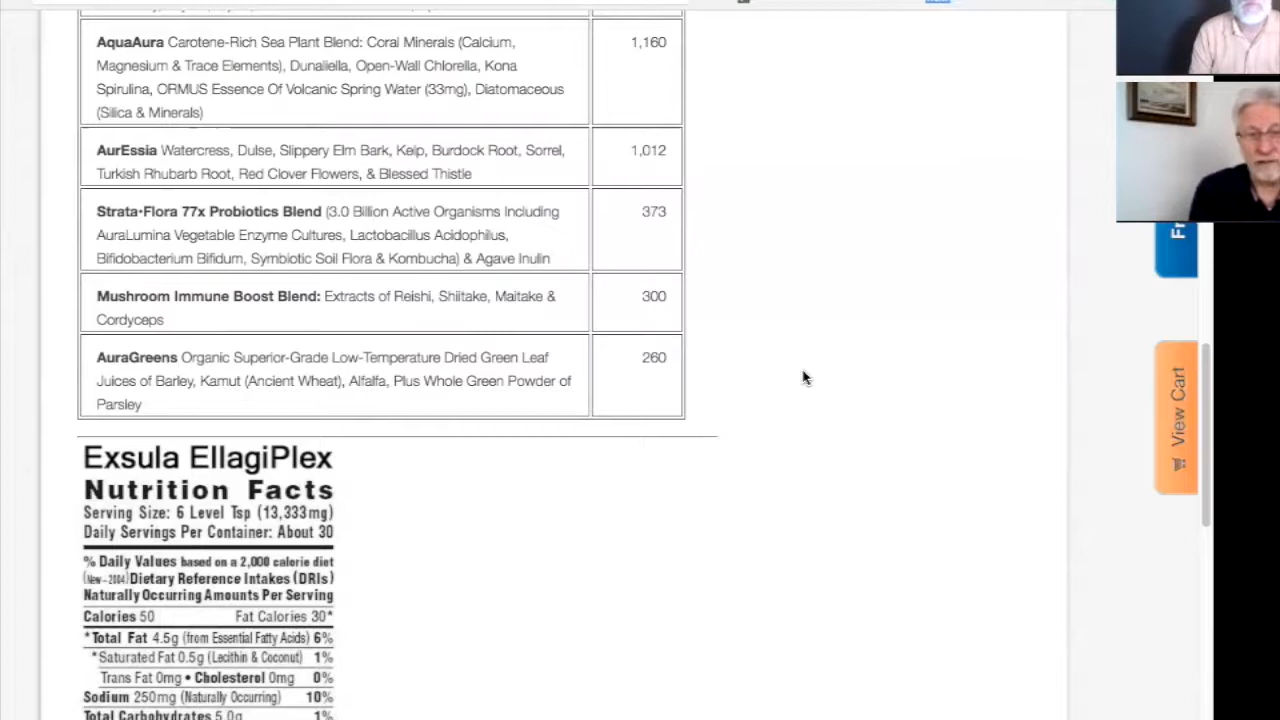 AquaAura Carotene-Rich Sea Plant Blend: Coral Minerals (Calcium, 1,160
Magnesium & Trace Elements), Dunaliella, Open-Wall Chlorella, Kona
Spirulina, ORMUS Essence Of Volcanic Spring Water (33mg), Diatomaceous
(Silica & Minerals)
AurEssia Watercress, Dulse, Slippery Elm Bark, Kelp, Burdock Root, Sorrel, 1,012
Turkish Rhubarb Root, Red Clover Flowers, & Blessed Thistle
Strata•Flora 77x Probiotics Blend (3.0 Billion Active Organisms Including 373
AuraLumina Vegetable Enzyme Cultures, Lactobacillus Acidophilus,
Bifidobacterium Bifidum, Symbiotic Soil Flora & Kombucha) & Agave Inulin
Mushroom Immune Boost Blend: Extracts of Reishi, Shiitake, Maitake & 300
Cordyceps
AuraGreens Organic Superior-Grade Low-Temperature Dried Green Leaf 260
Juices of Barley, Kamut (Ancient Wheat), Alfalfa, Plus Whole Green Powder of
Parsley
Exsula EllagiPlex
Nutrition Facts
Serving Size: 6 Level Tsp (13,333mg)
Daily Servings Per Container: About 30
% Daily Values based on a 2,000 calorie diet
(New-2004) Dietary Reference Intakes (DRIs)
Naturally Occurring Amounts Per Serving
Calories 50 Fat Calories 30*
*Total Fat 4.5g (from Essential Fatty Acids) 6%
*Saturated Fat 0.5g (Lecithin & Coconut) 1%
Trans Fat 0mg • Cholesterol 0mg 0%
Sodium 250mg (Naturally Occurring) 10%
Total Carbohydrates 5.0g 1%
Fr
View Cart